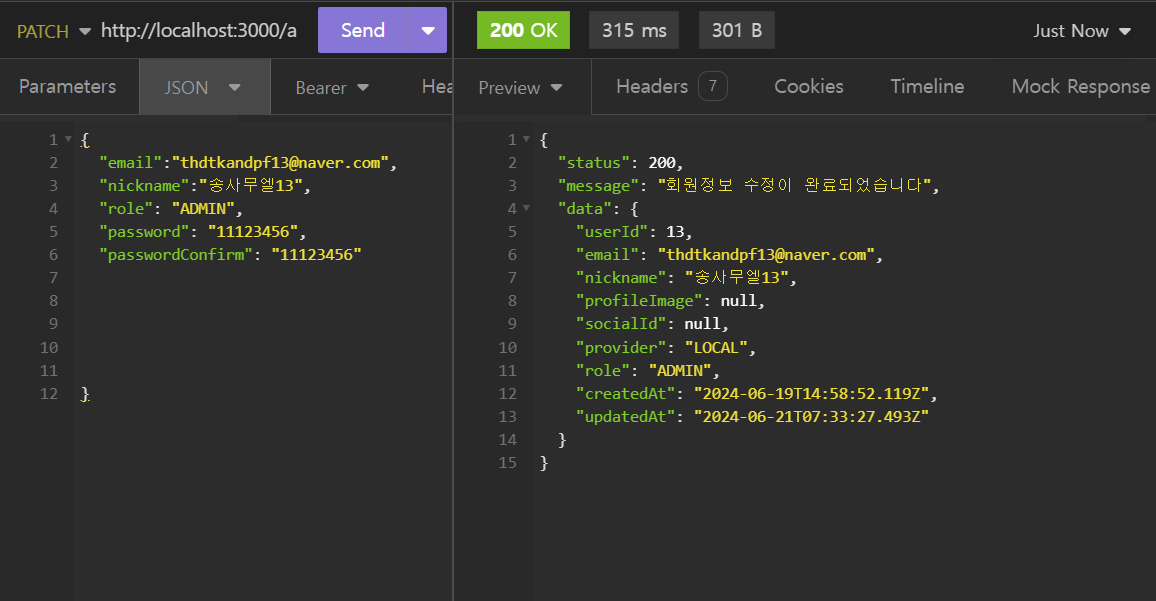 PATCH http://localhost:3000/a Send 200 OK 315 ms 301 B Just Now
Parameters JSON Bearer Hea Preview Headers 7 Cookies Timeline Mock Response
1 {
2 "email":"thdtkandpf13@naver.com",
3 "nickname":"송사무엘13",
4 "role": "ADMIN",
5 "password": "11123456",
6 "passwordConfirm": "11123456"
7
8
9
10
11
12 }
1 {
2 "status": 200,
3 "message": "회원정보 수정이 완료되었습니다",
4 "data": {
5 "userId": 13,
6 "email": "thdtkandpf13@naver.com",
7 "nickname": "송사무엘13",
8 "profileImage": null,
9 "socialId": null,
10 "provider": "LOCAL",
11 "role": "ADMIN",
12 "createdAt": "2024-06-19T14:58:52.119Z",
13 "updatedAt": "2024-06-21T07:33:27.493Z"
14 }
15 }